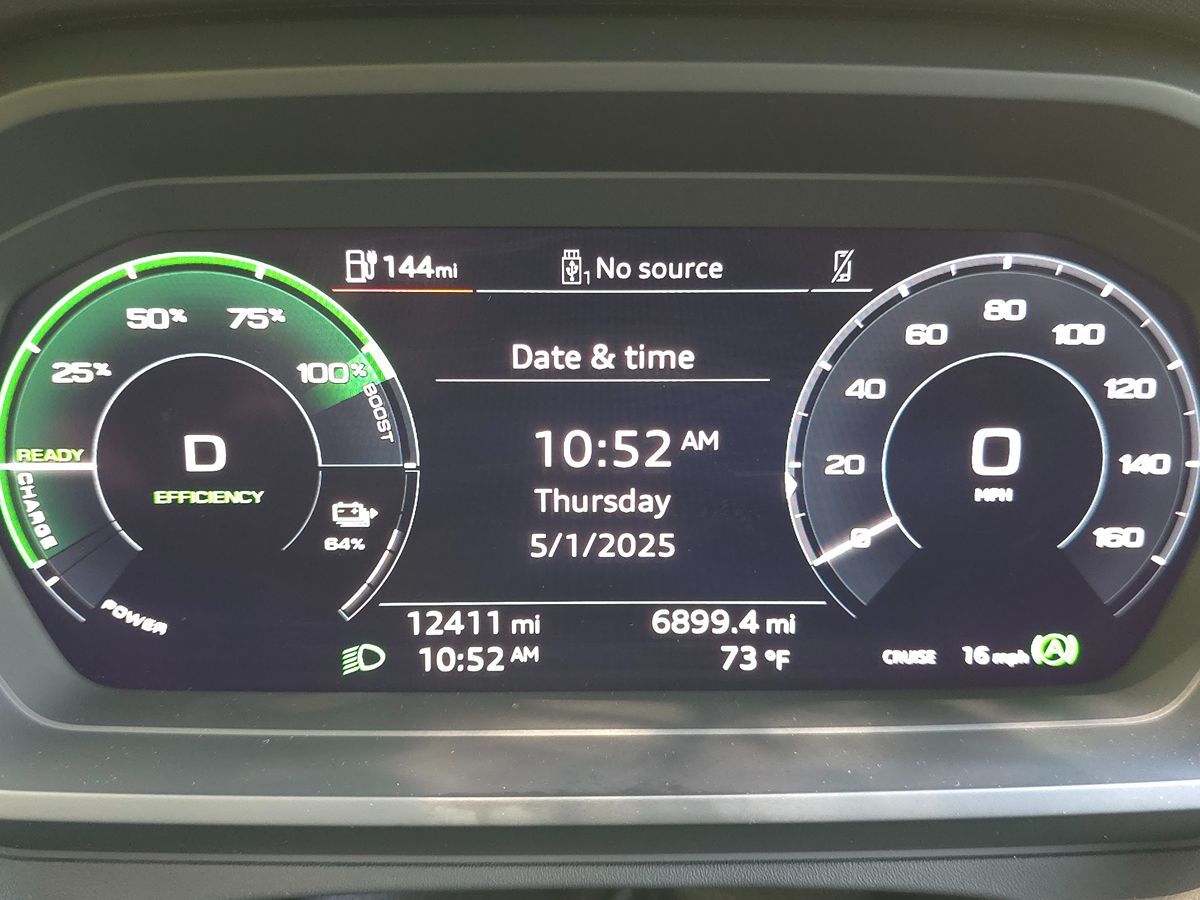 144mi
1 No source
Date & time
10:52 AM
Thursday
5/1/2025
12411 mi
6899.4 mi
10:52 AM
73 °F
25%
50%
75%
100%
BOOST
READY
CHARGE
POWER
D
EFFICIENCY
64%
0
20
40
60
80
100
120
140
160
0
MPH
CRUISE
16 mph
A